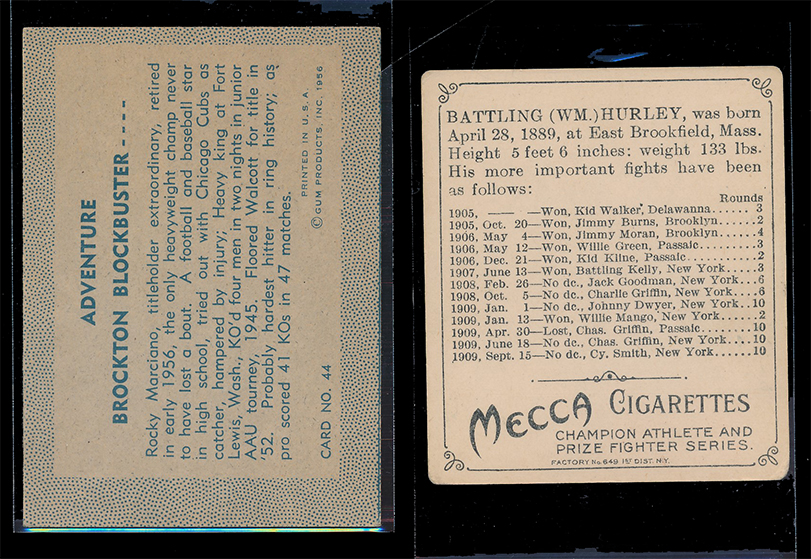 ADVENTURE
BROCKTON BLOCKBUSTER----
Rocky Marciano, titleholder extraordinary, retired
in early 1956, the only heavyweight champ never
to have lost a bout. A football and baseball star
in high school, tried out with Chicago Cubs as
catcher, hampered by injury; Heavy king at Fort
Lewis, Wash., KO'd four men in two nights in junior
AAU tourney, 1945. Floored Walcott for title in
'52. Probably hardest hitter in ring history; as
pro scored 41 KOs in 47 matches.
PRINTED IN U.S.A.
CARD NO. 44
© GUM PRODUCTS, INC. 1956
BATTLING (WM.) HURLEY, was born
April 28, 1889, at East Brookfield, Mass.
Height 5 feet 6 inches: weight 133 lbs.
His more important fights have been
as follows:
Rounds
1905, — —Won, Kid Walker, Delawanna...... 3
1905, Oct. 20—Won, Jimmy Burns, Brooklyn......2
1906, May 4—Won, Jimmy Moran, Brooklyn......4
1906, May 12—Won, Willie Green, Passaic.......3
1906, Dec. 21—Won, Kid Kline, Passaic..........2
1907, June 13—Won, Battling Kelly, New York.....3
1908, Feb. 26—No dc., Jack Goodman, New York...6
1908, Oct. 5—No dc., Charlie Griffin, New York....6
1909, Jan. 1—No dc., Johnny Dwyer, New York...10
1909, Jan. 13—Won, Willie Mango, New York......2
1909, Apr. 30—Lost, Chas. Griffin, Passaic........10
1909, June 18—No dc., Chas. Griffin, New York....10
1909, Sept. 15—No dc., Cy. Smith, New York.....10
MECCA CIGARETTES
CHAMPION ATHLETE AND
PRIZE FIGHTER SERIES.
FACTORY No. 649 1ST DIST. N.Y.